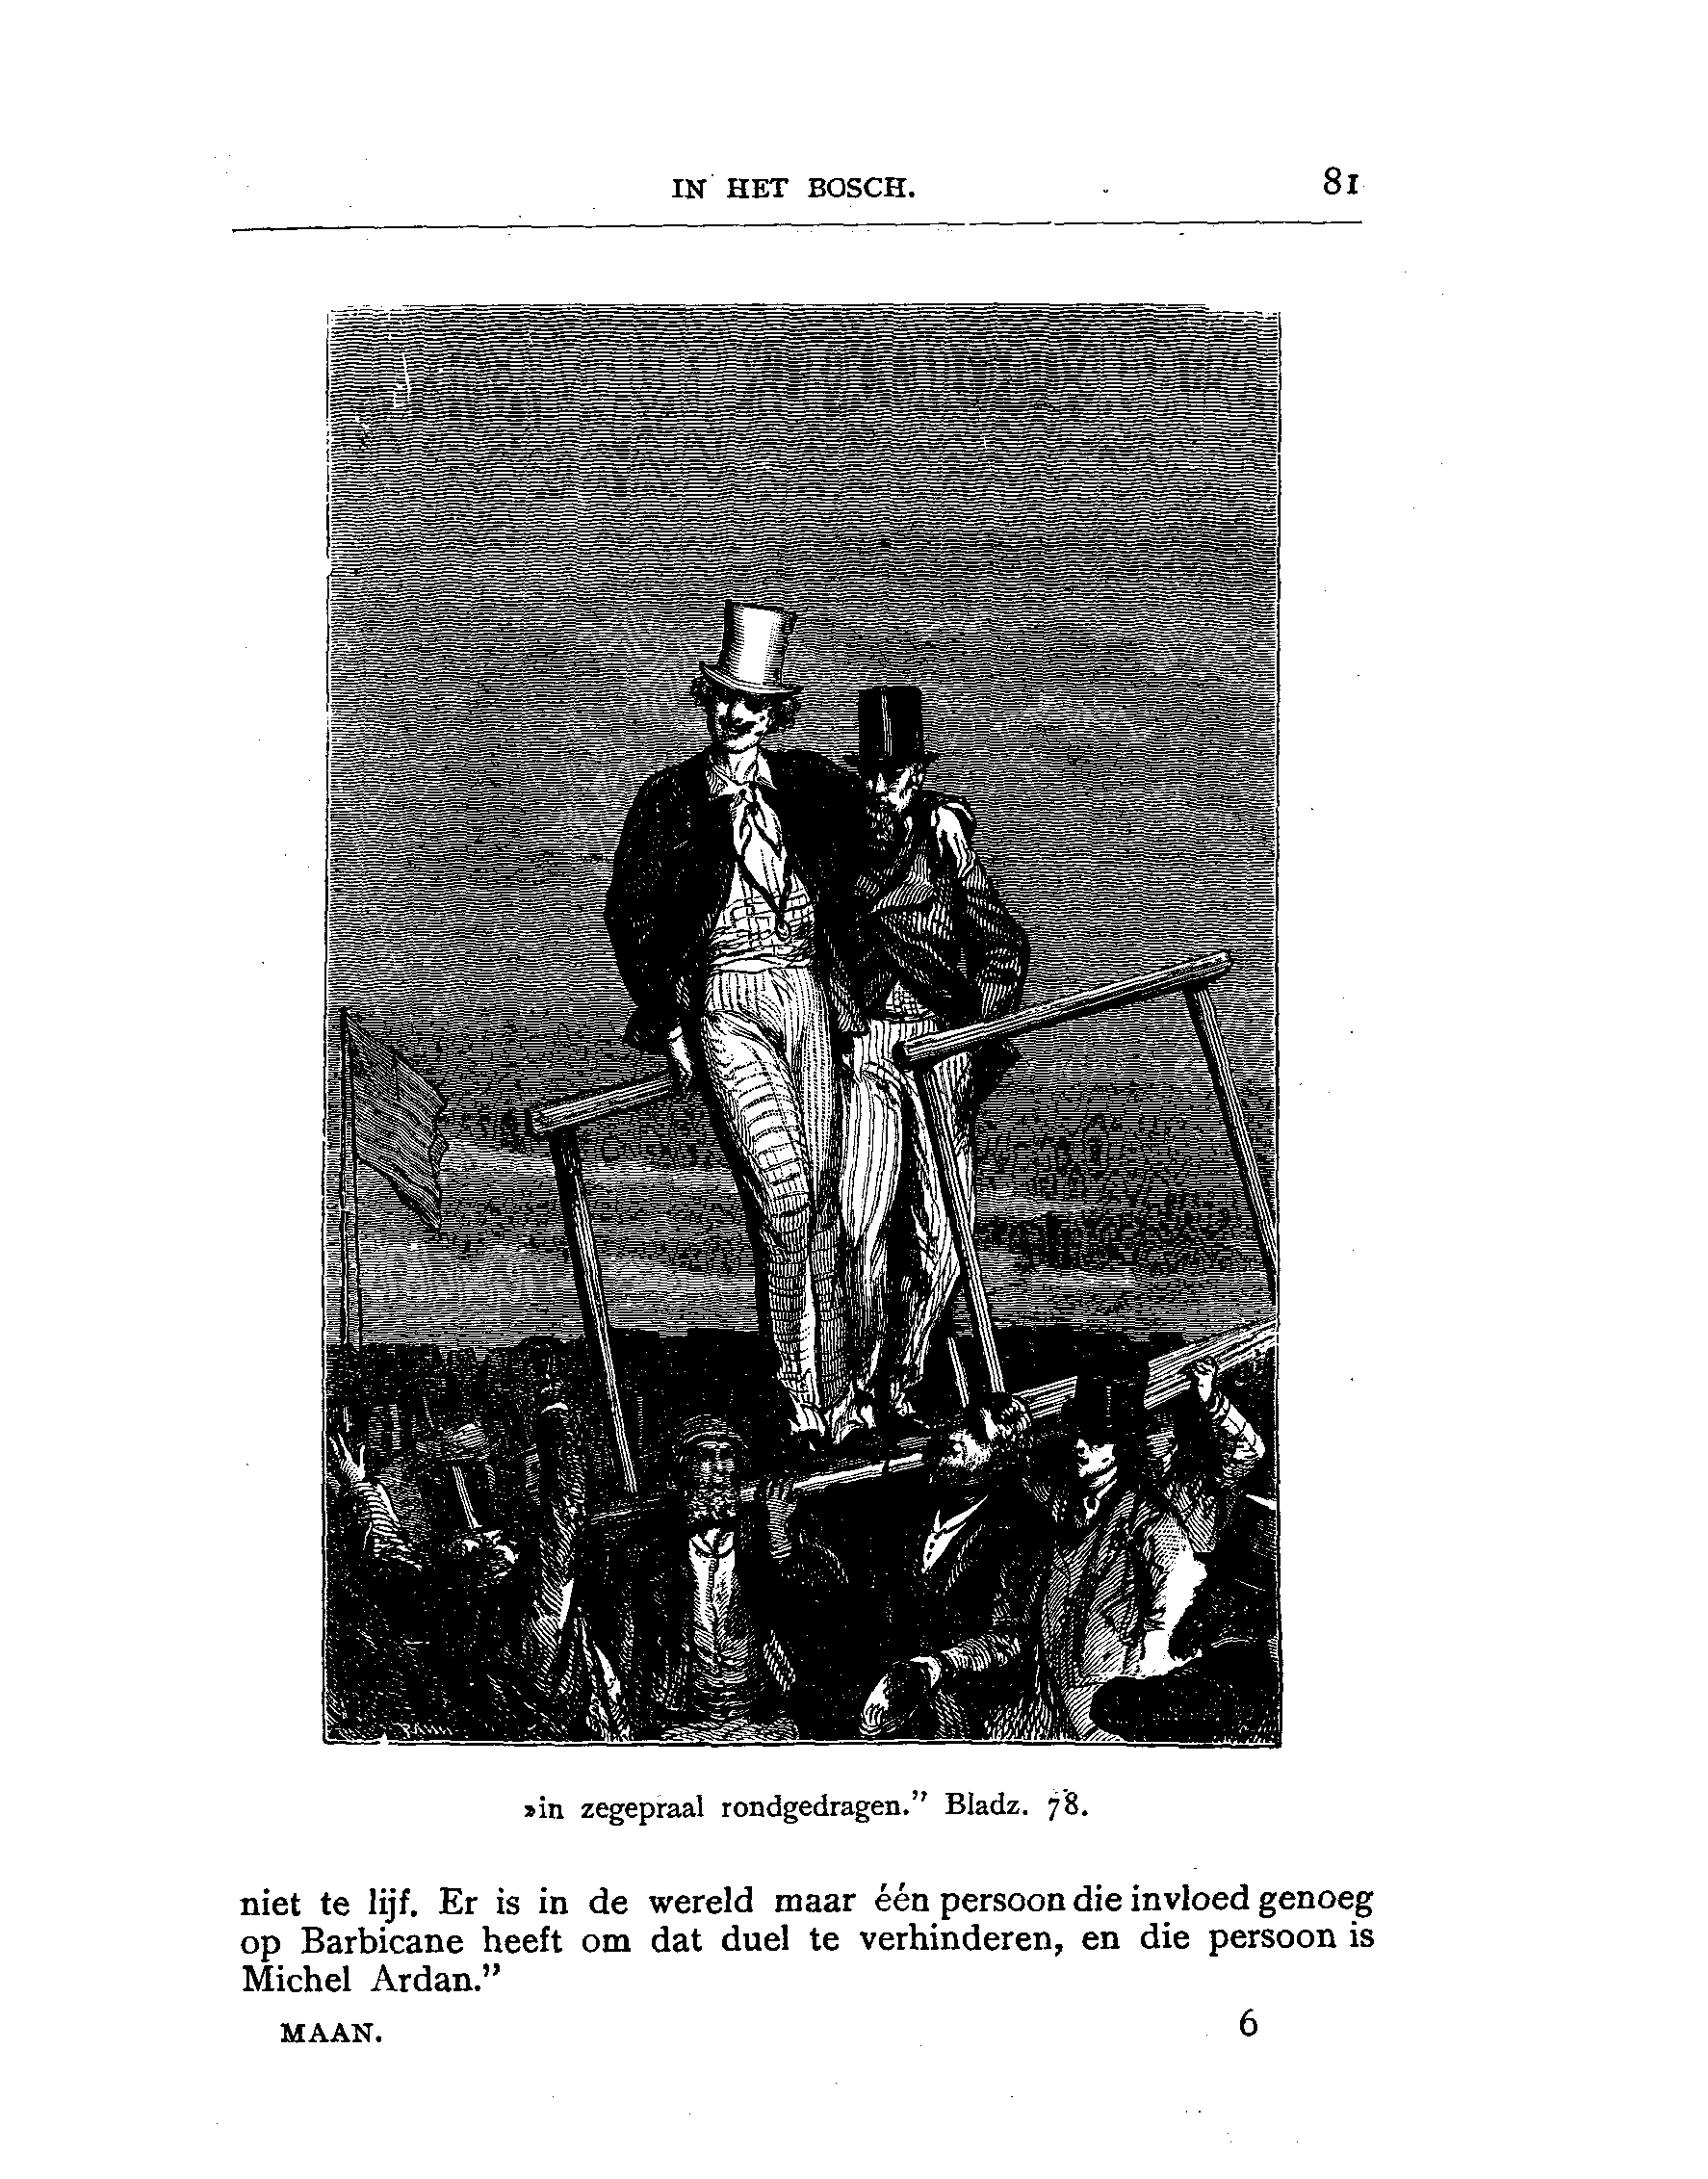 IN HET BOSCH. 81
»in zegepraal rondgedragen.” Bladz. 78.
niet te lijf. Er is in de wereld maar één persoon die invloed genoeg
op Barbicane heeft om dat duel te verhinderen, en die persoon is
Michel Ardan.”
MAAN. 6